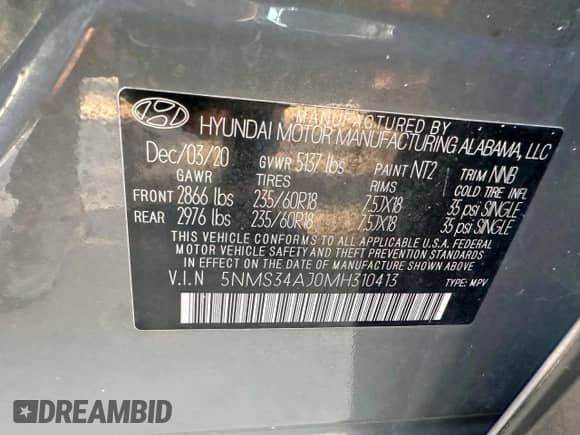 MANUFACTURED BY
HYUNDAI MOTOR MANUFACTURING ALABAMA, LLC
Dec/03/20 GVWR 5137 lbs PAINT NT2 TRIM NNB
GAWR TIRES RIMS COLD TIRE INFL
FRONT 2866 lbs 235/60R18 7.5JX18 35 psi SINGLE
REAR 2976 lbs 235/60R18 7.5JX18 35 psi SINGLE
THIS VEHICLE CONFORMS TO ALL APPLICABLE U.S.A. FEDERAL
MOTOR VEHICLE SAFETY AND THEFT PREVENTION STANDARDS
IN EFFECT ON THE DATE OF MANUFACTURE SHOWN ABOVE.
V.I.N 5NMS34AJ0MH310413 TYPE: MPV
DREAMBID